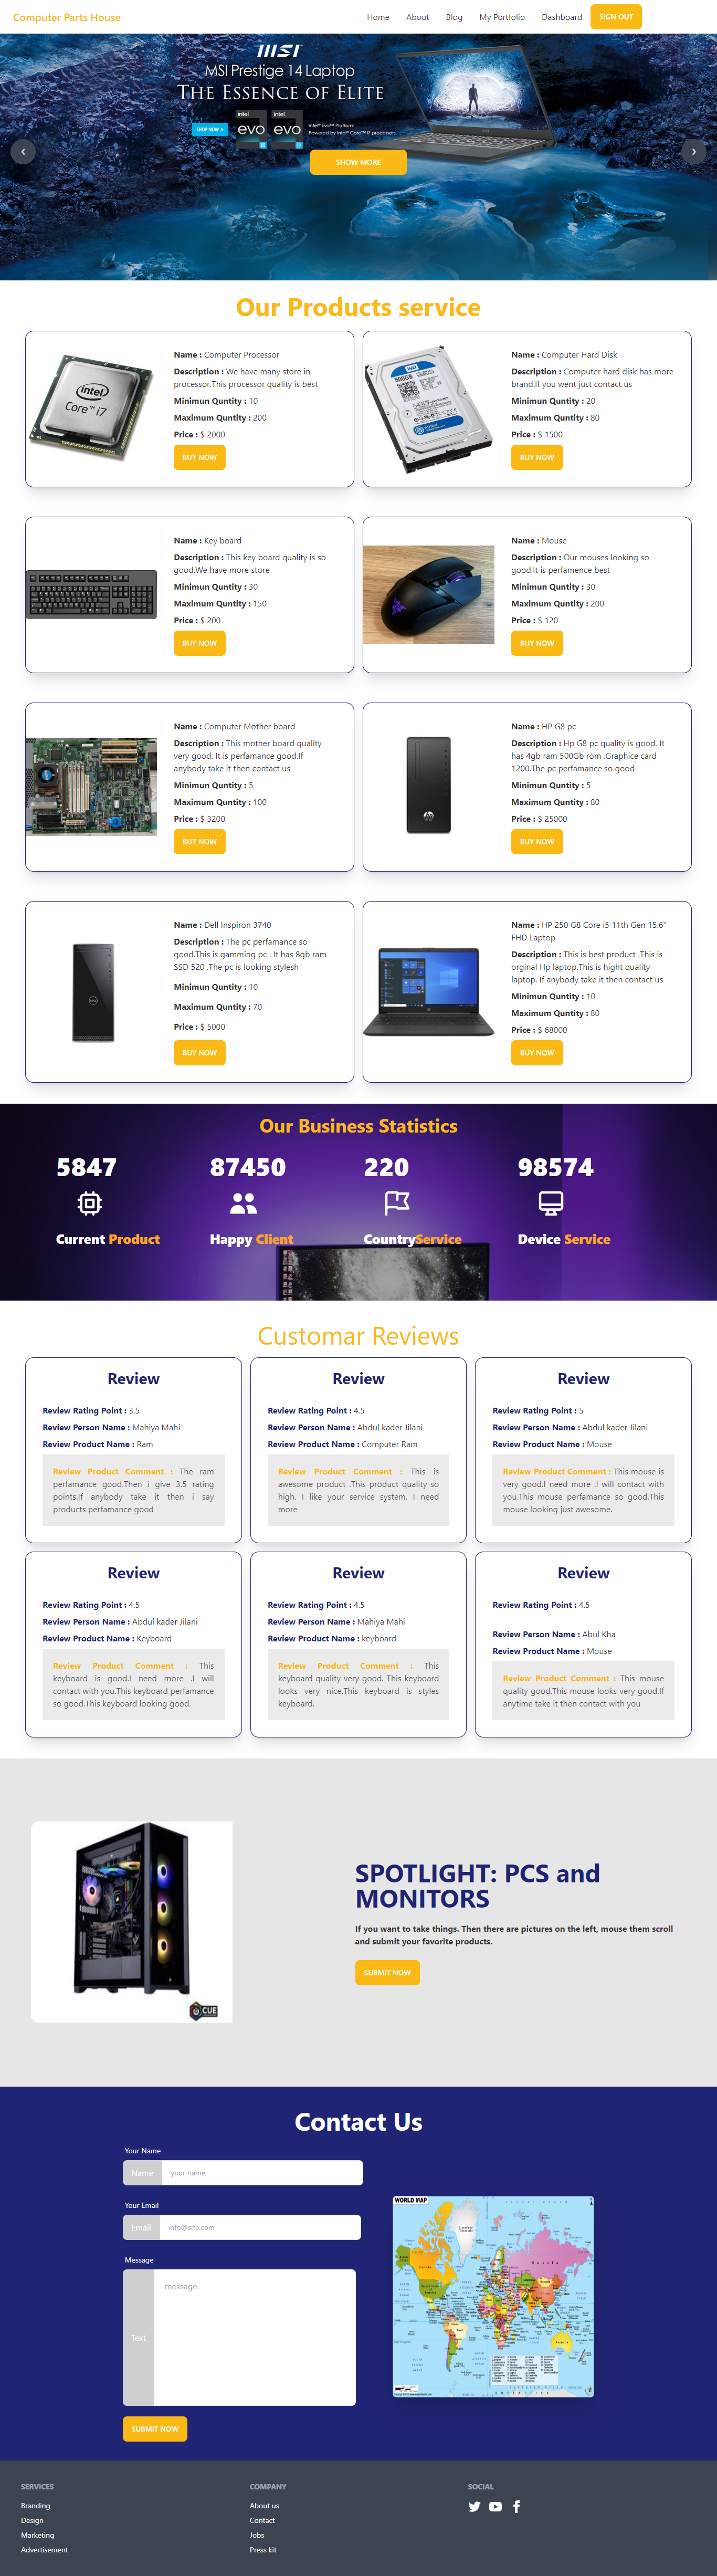 Computer Parts House
Home About Blog My Portfolio Dashboard SIGN OUT
msi
MSI Prestige 14 Laptop
THE ESSENCE OF ELITE
SHOP NOW
intel evo i5
intel evo i7
Intel® Evo™ Platform
Powered by Intel® Core™ i7 processors.
SHOW MORE
Our Products service
intel
Core™ i7
Name : Computer Processor
Description : We have many store in
processor.This processor quality is best
Minimun Quntity : 10
Maximum Quntity : 200
Price : $ 2000
BUY NOW
WD
500GB
Name : Computer Hard Disk
Description : Computer hard disk has more
brand.If you went just contact us
Minimun Quntity : 20
Maximum Quntity : 80
Price : $ 1500
BUY NOW
Name : Key board
Description : This key board quality is so
good.We have more store
Minimun Quntity : 30
Maximum Quntity : 150
Price : $ 200
BUY NOW
Name : Mouse
Description : Our mouses looking so
good.It is perfamence best
Minimun Quntity : 30
Maximum Quntity : 200
Price : $ 120
BUY NOW
Name : Computer Mother board
Description : This mother board quality
very good. It is perfamance good.If
anybody take it then contact us
Minimun Quntity : 5
Maximum Quntity : 100
Price : $ 3200
BUY NOW
hp
Name : HP G8 pc
Description : Hp G8 pc quality is good. It
has 4gb ram 500Gb rom .Graphice card
1200.The pc perfamance so good
Minimun Quntity : 5
Maximum Quntity : 80
Price : $ 25000
BUY NOW
DELL
Name : Dell Inspiron 3740
Description : The pc perfamance so
good.This is gamming pc . It has 8gb ram
SSD 520 .The pc is looking stylesh
Minimun Quntity : 10
Maximum Quntity : 70
Price : $ 5000
BUY NOW
Name : HP 250 G8 Core i5 11th Gen 15.6"
FHD Laptop
Description : This is best product .This is
orginal Hp laptop.This is hight quality
laptop. If anybody take it then contact us
Minimun Quntity : 10
Maximum Quntity : 80
Price : $ 68000
BUY NOW
Our Business Statistics
5847 87450 220 98574
Current Product Happy Client CountryService Device Service
Customar Reviews
Review
Review Rating Point : 3.5
Review Person Name : Mahiya Mahi
Review Product Name : Ram
Review Product Comment : The ram
perfamance good.Then i give 3.5 rating
points.If anybody take it then i say
products perfamance good
Review
Review Rating Point : 4.5
Review Person Name : Abdul kader Jilani
Review Product Name : Computer Ram
Review Product Comment : This is
awesome product .This product quality so
high. I like your service system. I need
more
Review
Review Rating Point : 5
Review Person Name : Abdul kader Jilani
Review Product Name : Mouse
Review Product Comment : This mouse is
very good.I need more .I will contact with
you.This mouse perfamance so good.This
mouse looking just awesome.
Review
Review Rating Point : 4.5
Review Person Name : Abdul kader Jilani
Review Product Name : Keyboard
Review Product Comment : This
keyboard is good.I need more .I will
contact with you.This keyboard perfamance
so good.This keyboard looking good.
Review
Review Rating Point : 4.5
Review Person Name : Mahiya Mahi
Review Product Name : keyboard
Review Product Comment : This
keyboard quality very good. This keyboard
looks very nice.This keyboard is styles
keyboard.
Review
Review Rating Point : 4.5
Review Person Name : Abul Kha
Review Product Name : Mouse
Review Product Comment : This mouse
quality good.This mouse looks very good.If
anytime take it then contact with you
CUE
SPOTLIGHT: PCS and
MONITORS
If you want to take things. Then there are pictures on the left, mouse them scroll
and submit your favorite products.
SUBMIT NOW
Contact Us
Your Name
Name your name
Your Email
Email info@site.com
Message
Text message
SUBMIT NOW
WORLD MAP
SERVICES
Branding
Design
Marketing
Advertisement
COMPANY
About us
Contact
Jobs
Press kit
SOCIAL